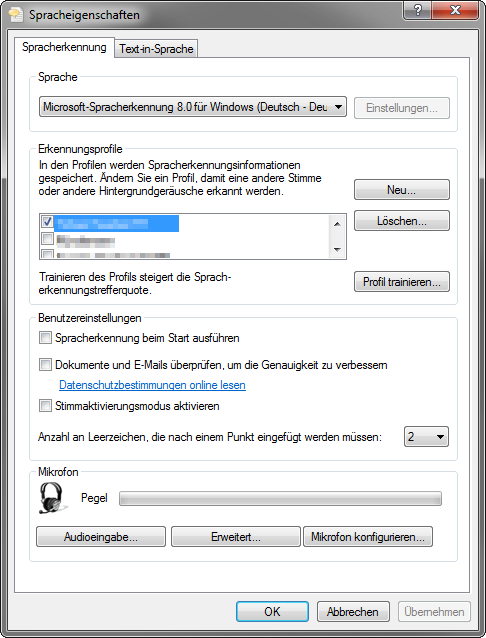 Spracheigenschaften
Spracherkennung Text-in-Sprache
Sprache
Microsoft-Spracherkennung 8.0 für Windows (Deutsch - Deu
Einstellungen...
Erkennungsprofile
In den Profilen werden Spracherkennungsinformationen
gespeichert. Ändern Sie ein Profil, damit eine andere Stimme
oder andere Hintergrundgeräusche erkannt werden.
Neu...
Löschen...
Trainieren des Profils steigert die Sprach-
erkennungstrefferquote.
Profil trainieren...
Benutzereinstellungen
Spracherkennung beim Start ausführen
Dokumente und E-Mails überprüfen, um die Genauigkeit zu verbessern
Datenschutzbestimmungen online lesen
Stimmaktivierungsmodus aktivieren
Anzahl an Leerzeichen, die nach einem Punkt eingefügt werden müssen: 2
Mikrofon
Pegel
Audioeingabe... Erweitert... Mikrofon konfigurieren...
OK Abbrechen Übernehmen